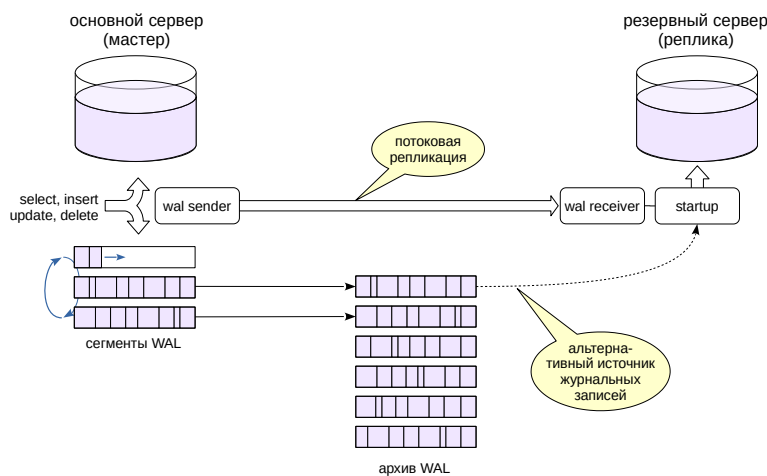 основной сервер
(мастер)
резервный сервер
(реплика)
потоковая
репликация
select, insert
update, delete
wal sender
wal receiver
startup
сегменты WAL
альтерна-
тивный источник
журнальных
записей
архив WAL